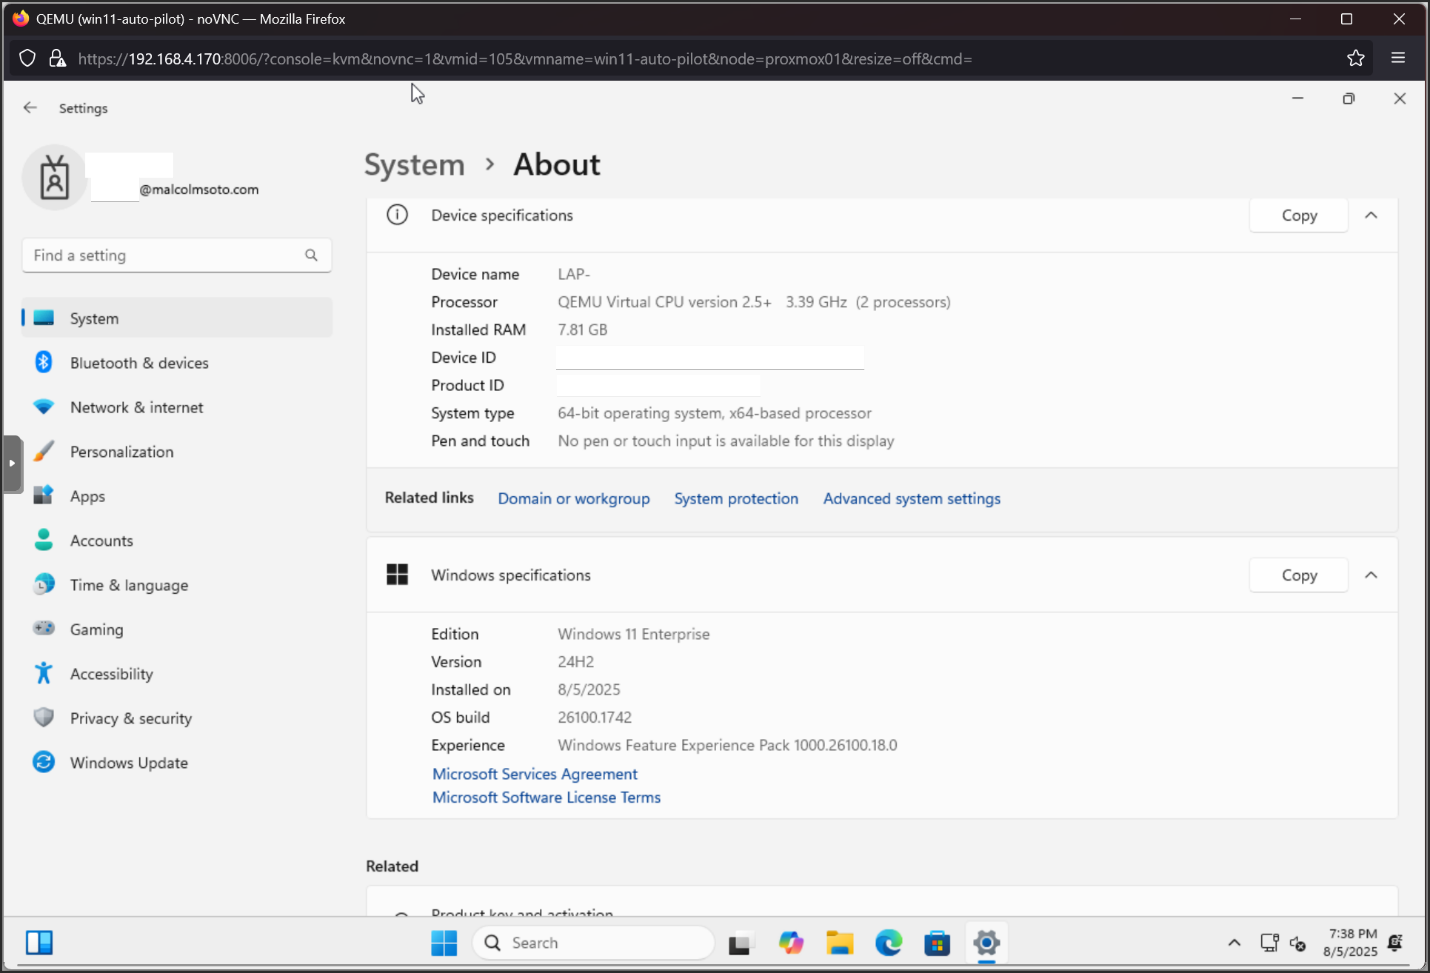 QEMU (win11-auto-pilot) - noVNC — Mozilla Firefox
https://192.168.4.170:8006/?console=kvm&novnc=1&vmid=105&vmname=win11-auto-pilot&node=proxmox01&resize=off&cmd=
Settings
@malcolmsoto.com
Find a setting
System
Bluetooth & devices
Network & internet
Personalization
Apps
Accounts
Time & language
Gaming
Accessibility
Privacy & security
Windows Update
System > About
Device specifications
Copy
Device name LAP-
Processor QEMU Virtual CPU version 2.5+ 3.39 GHz (2 processors)
Installed RAM 7.81 GB
Device ID
Product ID
System type 64-bit operating system, x64-based processor
Pen and touch No pen or touch input is available for this display
Related links Domain or workgroup System protection Advanced system settings
Windows specifications
Copy
Edition Windows 11 Enterprise
Version 24H2
Installed on 8/5/2025
OS build 26100.1742
Experience Windows Feature Experience Pack 1000.26100.18.0
Microsoft Services Agreement
Microsoft Software License Terms
Related
Product key and activation
Search
7:38 PM
8/5/2025